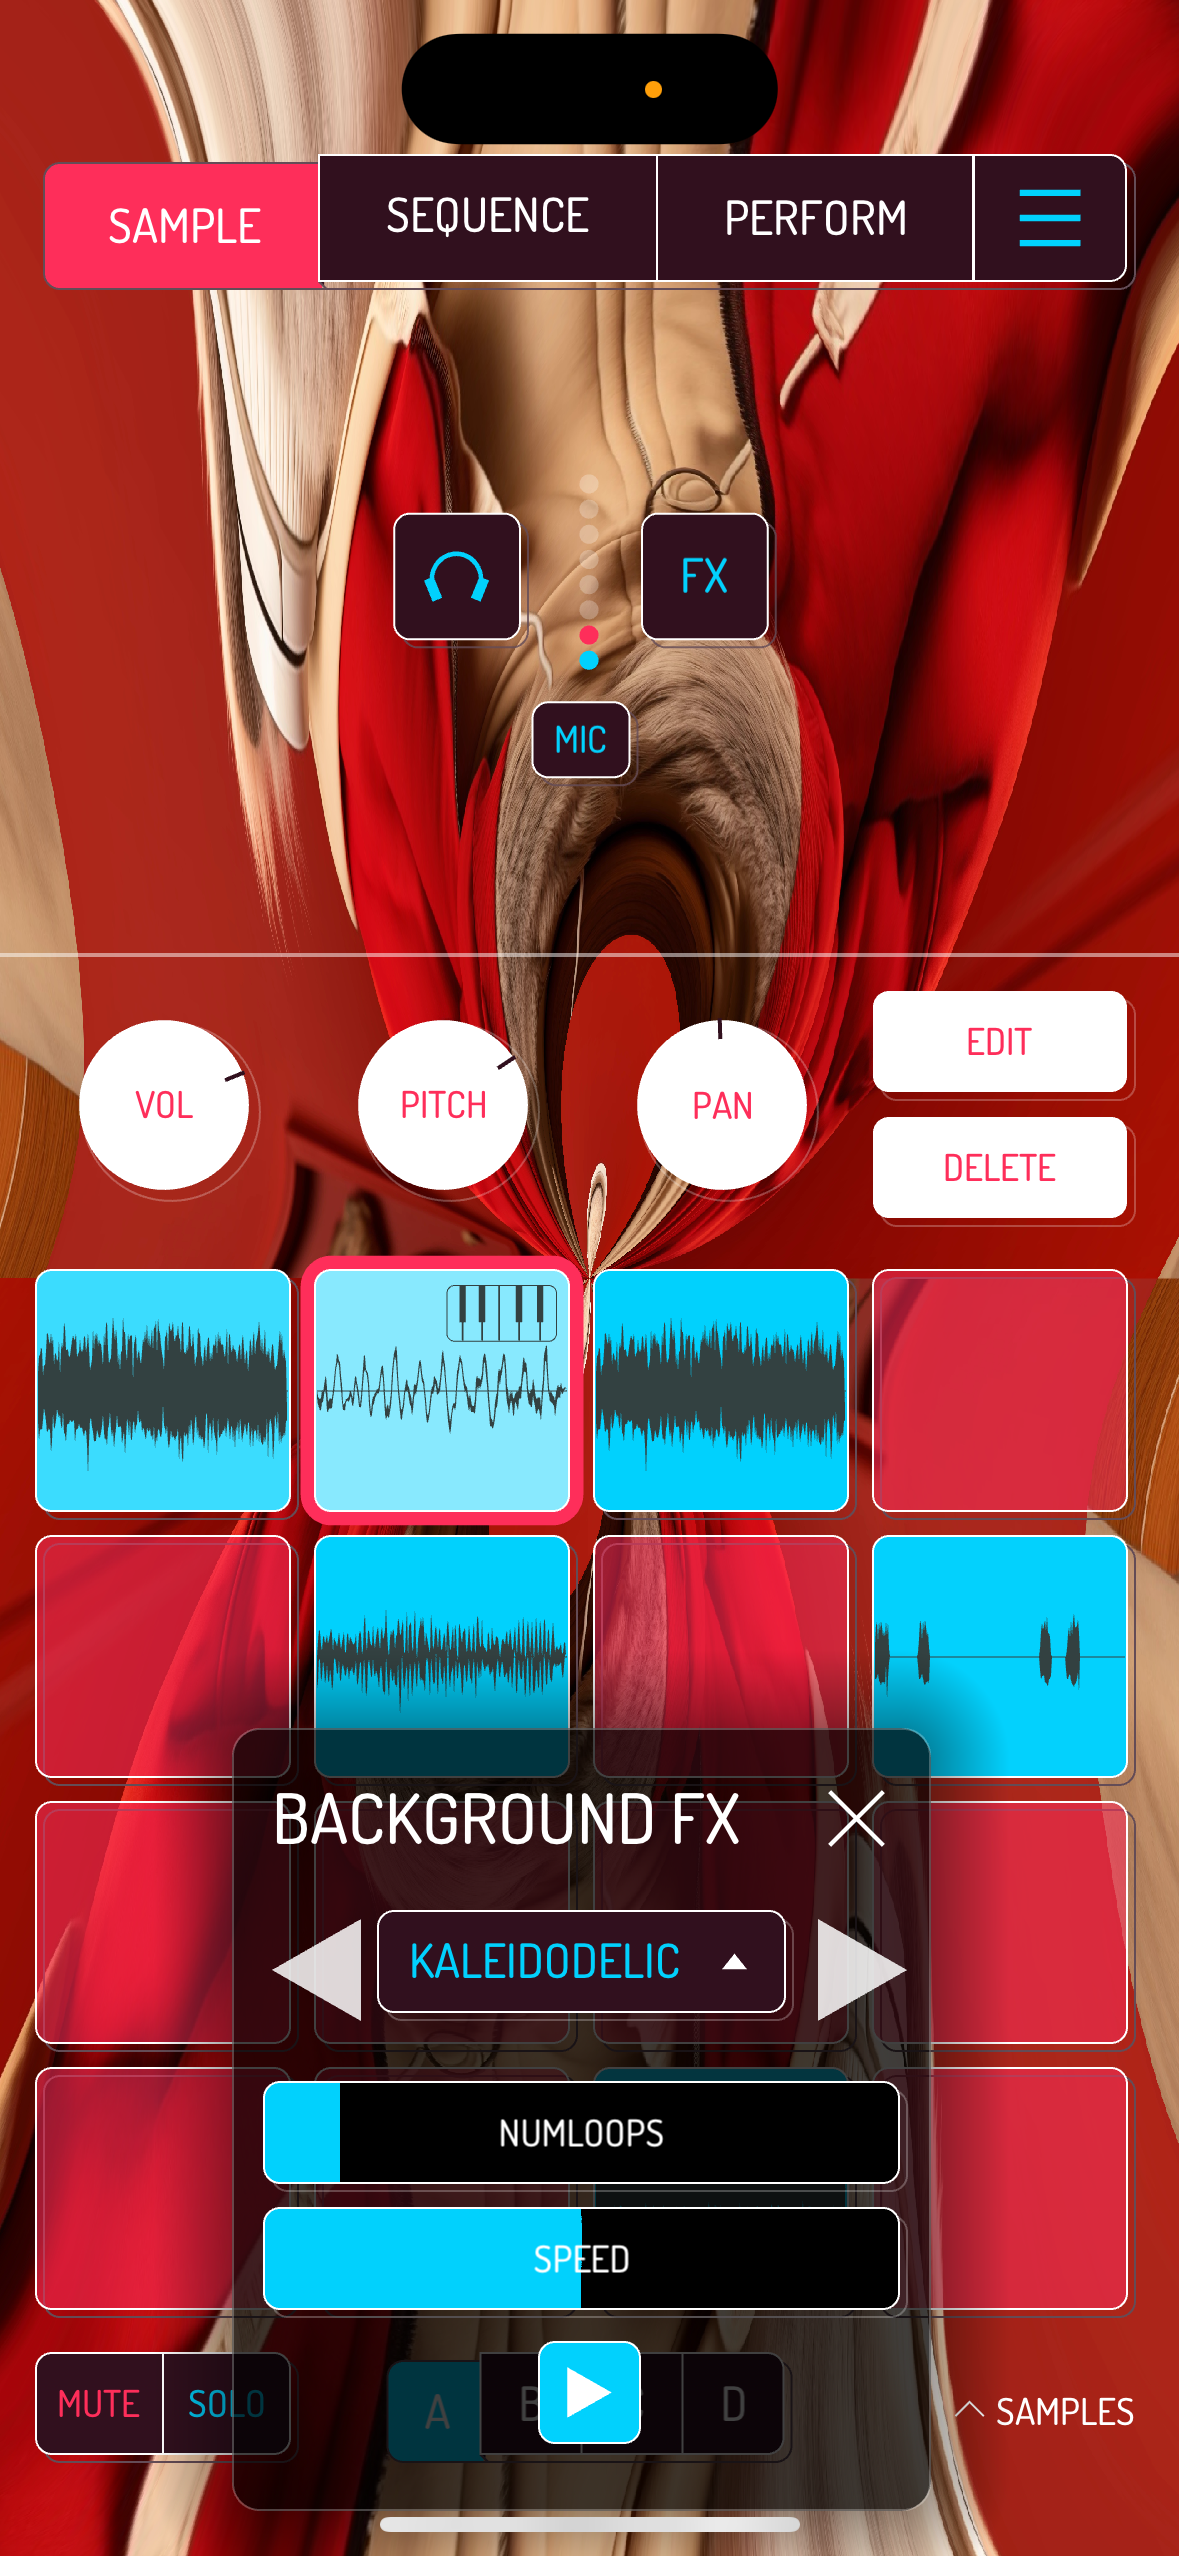 SAMPLE
SEQUENCE
PERFORM
FX
MIC
VOL
PITCH
PAN
EDIT
DELETE
BACKGROUND FX
KALEIDODELIC
NUMLOOPS
SPEED
MUTE
SOLO
A
B
D
SAMPLES